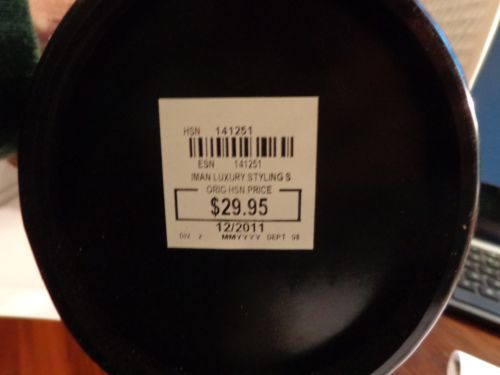 HSN 141251
ESN 141251
IMAN LUXURY STYLING S
ORIG HSN PRICE
$29.95
12/2011
DIV 2 MMYYYY DEPT 98